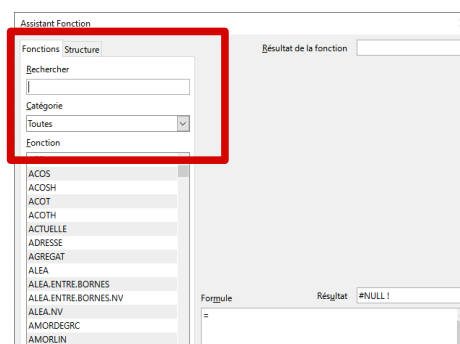 Assistant Fonction
Fonctions Structure
Résultat de la fonction
Rechercher
Catégorie
Toutes
Fonction
ACOS
ACOSH
ACOT
ACOTH
ACTUELLE
ADRESSE
AGREGAT
ALEA
ALEA.ENTRE.BORNES
ALEA.ENTRE.BORNES.NV
ALEA.NV
AMORDEGRC
AMORLIN
Formule
Résultat #NULL !
=